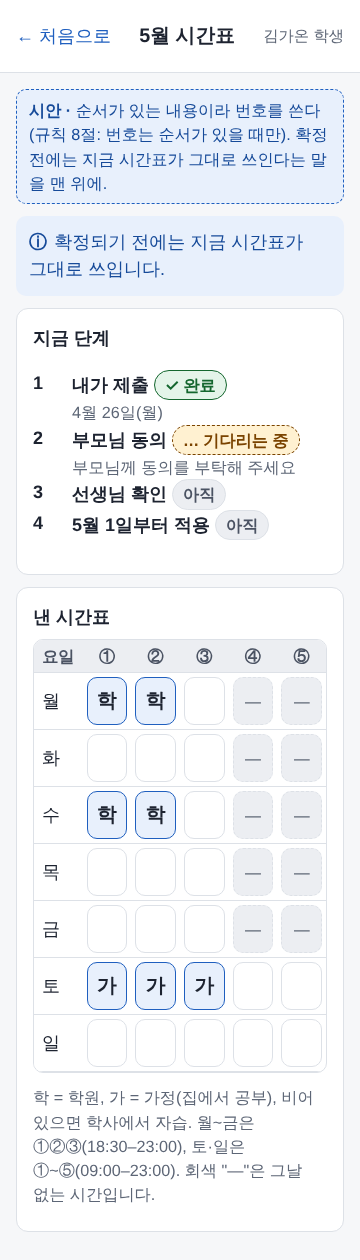 ← 처음으로 5월 시간표 김가온 학생
시안 · 순서가 있는 내용이라 번호를 쓴다
(규칙 8절: 번호는 순서가 있을 때만). 확정
전에는 지금 시간표가 그대로 쓰인다는 말
을 맨 위에.
ⓘ 확정되기 전에는 지금 시간표가
그대로 쓰입니다.
지금 단계
1 내가 제출 ✓ 완료
4월 26일(월)
2 부모님 동의 … 기다리는 중
부모님께 동의를 부탁해 주세요
3 선생님 확인 아직
4 5월 1일부터 적용 아직
낸 시간표
요일 ① ② ③ ④ ⑤
월 학 학 — —
화 — —
수 학 학 — —
목 — —
금 — —
토 가 가 가
일
학 = 학원, 가 = 가정(집에서 공부), 비어
있으면 학사에서 자습. 월~금은
①②③(18:30–23:00), 토·일은
①~⑤(09:00–23:00). 회색 "—"은 그날
없는 시간입니다.